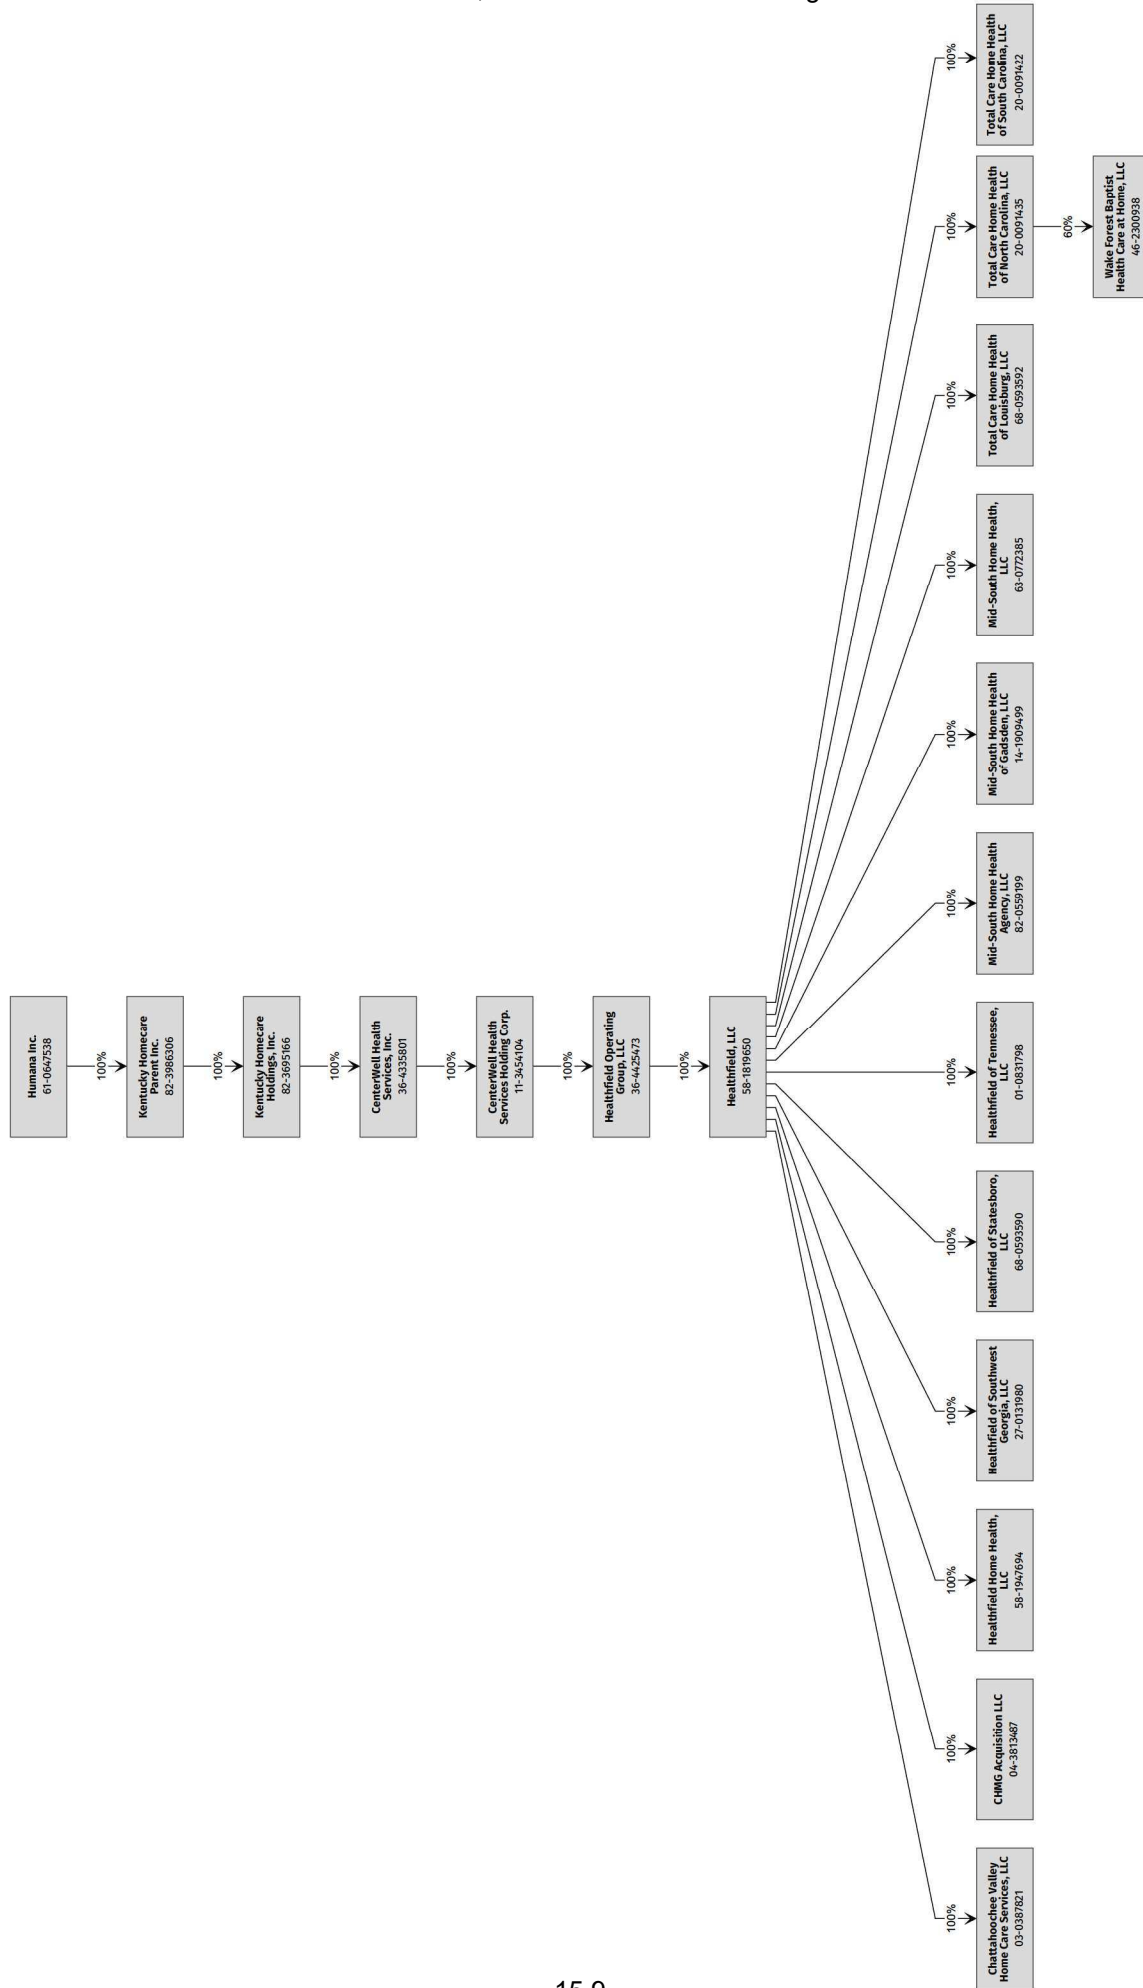 Humana Inc.
61-0647538
100%
Kentucky Homecare
Parent Inc.
82-3986306
100%
Kentucky Homecare
Holdings, Inc.
82-3695166
100%
CenterWell Health
Services, Inc.
36-4335801
100%
CenterWell Health
Services Holding Corp.
11-3454104
100%
Healthfield Operating
Group, LLC
36-4425473
100%
Healthfield, LLC
58-1819650
100%
Chattahoochee Valley
Home Care Services, LLC
03-0387821
100%
CHMG Acquisition LLC
04-3813487
100%
Healthfield Home Health,
LLC
58-1947694
100%
Healthfield of Southwest
Georgia, LLC
27-0131980
100%
Healthfield of Statesboro,
LLC
68-0593590
100%
Healthfield of Tennessee,
LLC
01-0831798
100%
Mid-South Home Health
Agency, LLC
82-0559199
100%
Mid-South Home Health
of Gadsden, LLC
14-1909499
100%
Mid-South Home Health,
LLC
63-0772385
100%
Total Care Home Health
of Louisburg, LLC
68-0593592
100%
Total Care Home Health
of North Carolina, LLC
20-0091435
100%
Total Care Home Health
of South Carolina, LLC
20-0091422
60%
Wake Forest Baptist
Health Care at Home, LLC
46-2300938